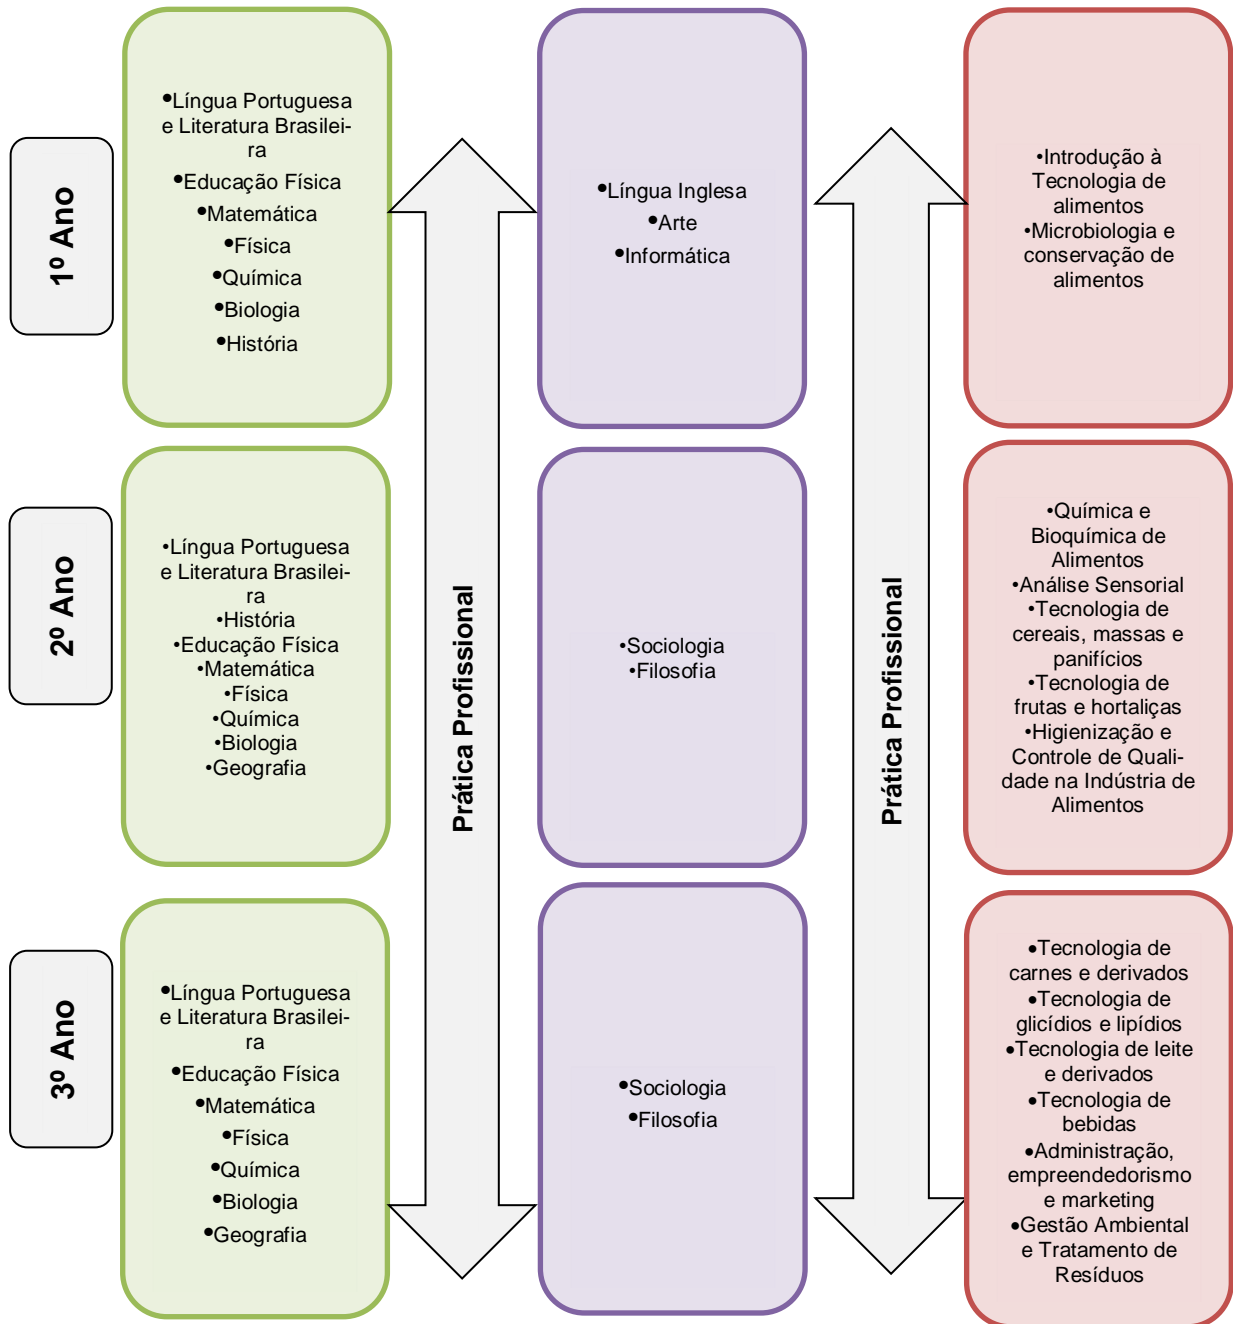 1º Ano
•Língua Portuguesa
e Literatura Brasilei-
ra
•Educação Física
•Matemática
•Física
•Química
•Biologia
•História
•Língua Inglesa
•Arte
•Informática
•Introdução à
Tecnologia de
alimentos
•Microbiologia e
conservação de
alimentos
2º Ano
•Língua Portuguesa
e Literatura Brasilei-
ra
•História
•Educação Física
•Matemática
•Física
•Química
•Biologia
•Geografia
Prática Profissional
•Sociologia
•Filosofia
Prática Profissional
•Química e
Bioquímica de
Alimentos
•Análise Sensorial
•Tecnologia de
cereais, massas e
panifícios
•Tecnologia de
frutas e hortaliças
•Higienização e
Controle de Quali-
dade na Indústria de
Alimentos
3º Ano
•Língua Portuguesa
e Literatura Brasilei-
ra
•Educação Física
•Matemática
•Física
•Química
•Biologia
•Geografia
•Sociologia
•Filosofia
•Tecnologia de
carnes e derivados
•Tecnologia de
glicídios e lipídios
•Tecnologia de leite
e derivados
•Tecnologia de
bebidas
•Administração,
empreendedorismo
e marketing
•Gestão Ambiental
e Tratamento de
Resíduos